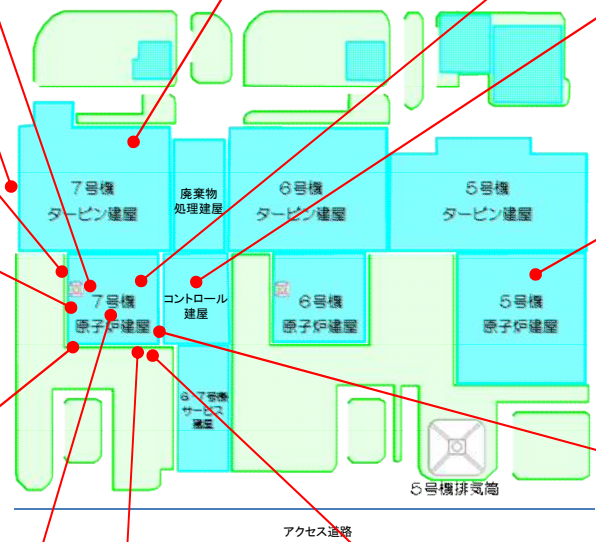 7号機
タービン建屋
廃棄物
処理建屋
6号機
タービン建屋
5号機
タービン建屋
7号機
原子炉建屋
コントロール
建屋
6号機
原子炉建屋
5号機
原子炉建屋
6.7号機
サービス
建屋
5号機排気筒
アクセス道路